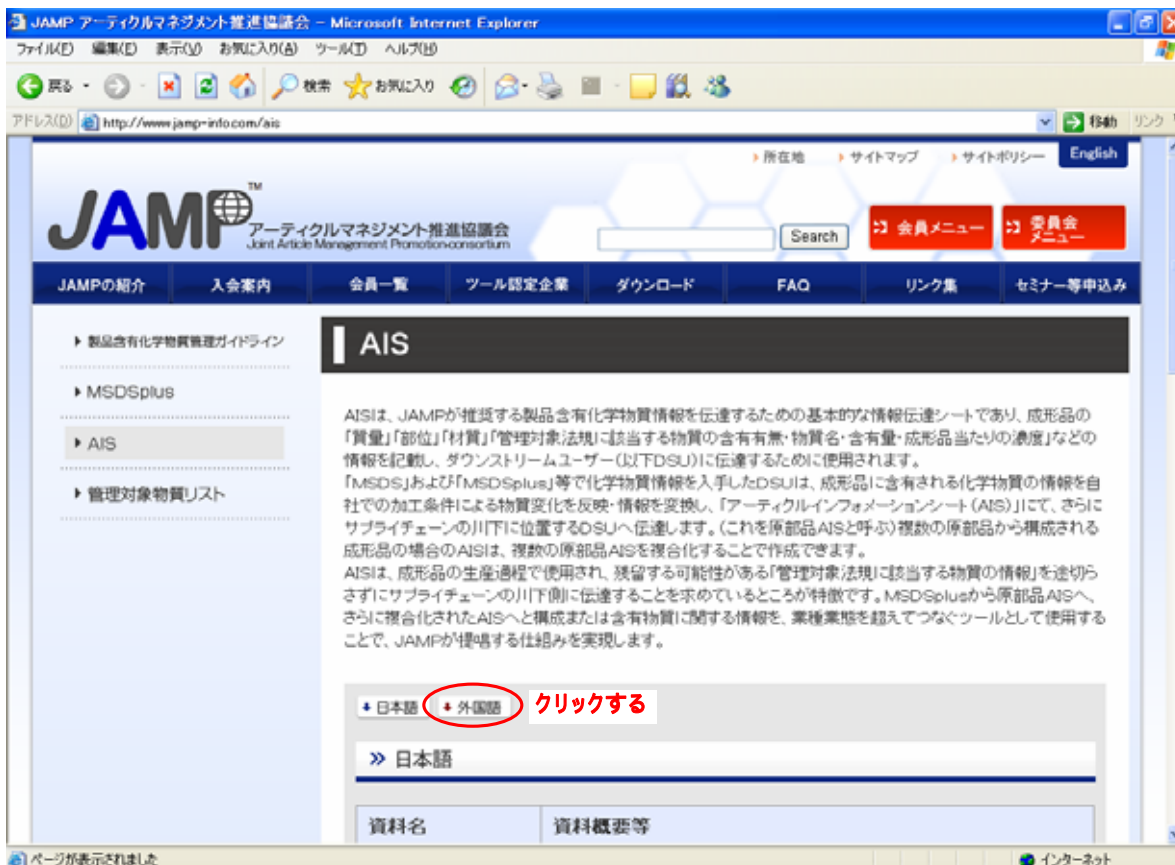 JAMP アーティクルマネジメント推進協議会 - Microsoft Internet Explorer
ファイル(F) 編集(E) 表示(V) お気に入り(A) ツール(T) ヘルプ(H)
戻る 検索 お気に入り
アドレス(D) http://www.jamp-info.com/ais 移動 リンク
所在地 サイトマップ サイトポリシー English
JAMP TM
アーティクルマネジメント推進協議会
Joint Article Management Promotion-consortium
Search 会員メニュー 委員会メニュー
JAMPの紹介 入会案内 会員一覧 ツール認定企業 ダウンロード FAQ リンク集 セミナー等申込み
製品含有化学物質管理ガイドライン
MSDSplus
AIS
管理対象物質リスト
AIS
AISは、JAMPが推奨する製品含有化学物質情報を伝達するための基本的な情報伝達シートであり、成形品の
「質量」「部位」「材質」「管理対象法規に該当する物質の含有有無・物質名・含有量・成形品当たりの濃度」などの
情報を記載し、ダウンストリームユーザー(以下DSU)に伝達するために使用されます。
「MSDS」および「MSDSplus」等で化学物質情報を入手したDSUは、成形品に含有される化学物質の情報を自
社での加工条件による物質変化を反映・情報を変換し、「アーティクルインフォメーションシート(AIS)」にて、さらに
サプライチェーンの川下に位置するDSUへ伝達します。(これを原部品AISと呼ぶ)複数の原部品から構成される
成形品の場合のAISは、複数の原部品AISを複合化することで作成できます。
AISは、成形品の生産過程で使用され、残留する可能性がある「管理対象法規に該当する物質の情報」を途切ら
さずにサプライチェーンの川下側に伝達することを求めているところが特徴です。MSDSplusから原部品AISへ、
さらに複合化されたAISへと構成または含有物質に関する情報を、業種業態を超えてつなぐツールとして使用する
ことで、JAMPが提唱する仕組みを実現します。
日本語 外国語 クリックする
日本語
資料名 資料概要等
ページが表示されました インターネット